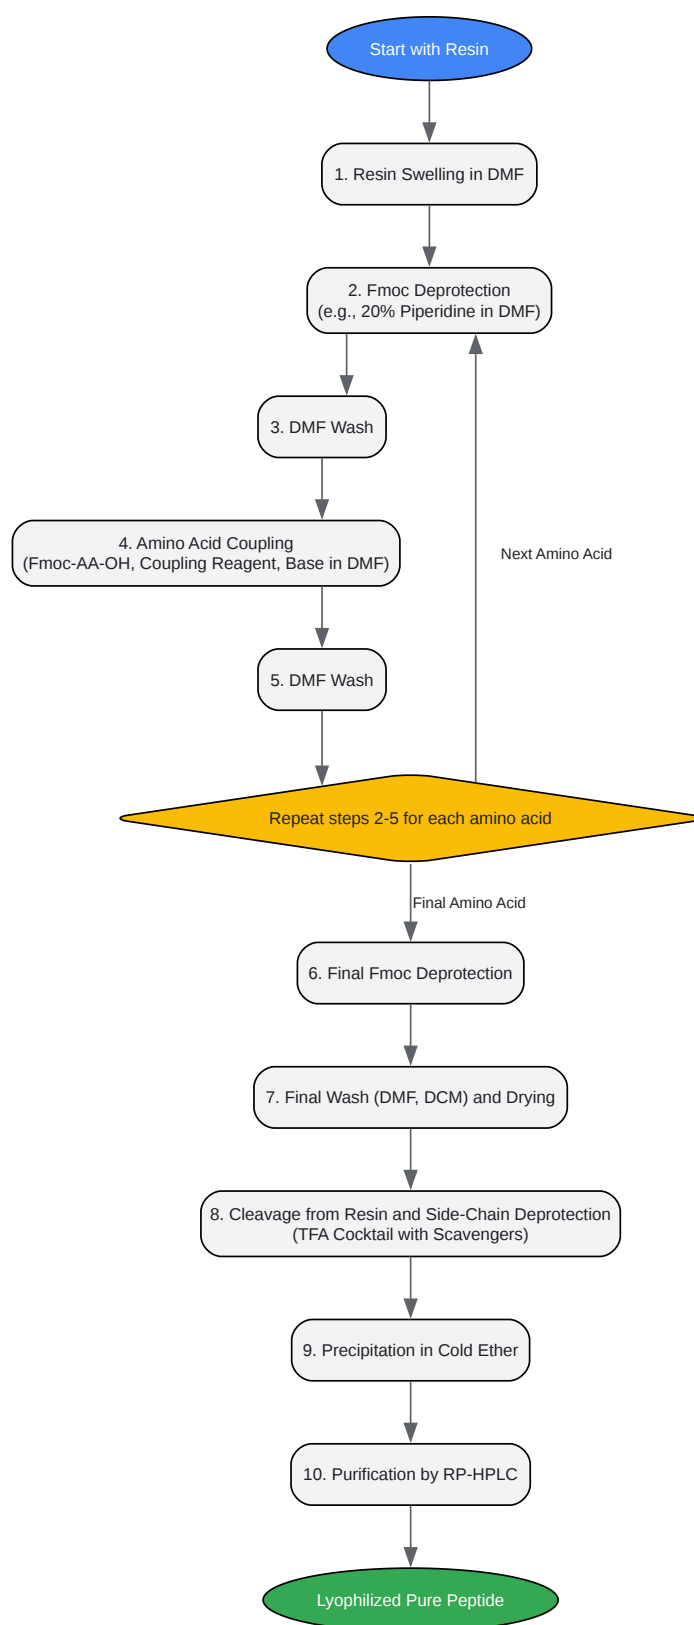 Start with Resin
1. Resin Swelling in DMF
2. Fmoc Deprotection
(e.g., 20% Piperidine in DMF)
3. DMF Wash
4. Amino Acid Coupling
(Fmoc-AA-OH, Coupling Reagent, Base in DMF)
Next Amino Acid
5. DMF Wash
Repeat steps 2-5 for each amino acid
Final Amino Acid
6. Final Fmoc Deprotection
7. Final Wash (DMF, DCM) and Drying
8. Cleavage from Resin and Side-Chain Deprotection
(TFA Cocktail with Scavengers)
9. Precipitation in Cold Ether
10. Purification by RP-HPLC
Lyophilized Pure Peptide